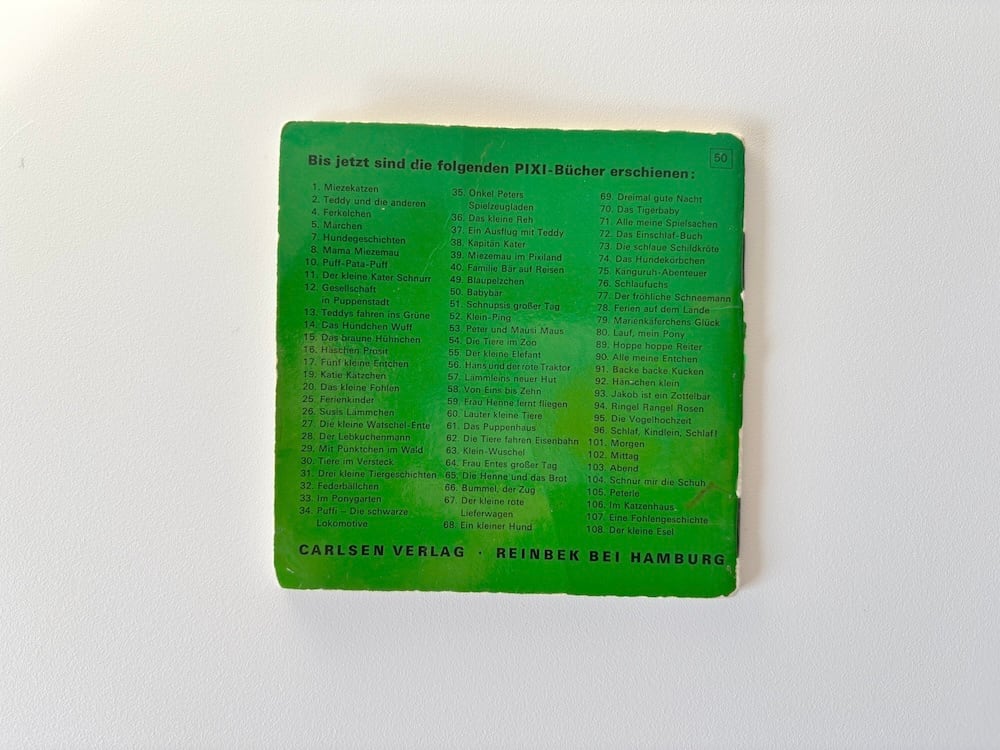 50
Bis jetzt sind die folgenden PIXI-Bücher erschienen:
1. Miezekatzen
2. Teddy und die anderen
4. Ferkelchen
5. Märchen
7. Hundegeschichten
8. Mama Miezemau
10. Puff-Pata-Puff
11. Der kleine Kater Schnurr
12. Gesellschaft
in Puppenstadt
13. Teddys fahren ins Grüne
14. Das Hündchen Wuff
15. Das braune Hühnchen
16. Häschen Prosit
17. Fünf kleine Entchen
19. Katie Kätzchen
20. Das kleine Fohlen
25. Ferienkinder
26. Susis Lämmchen
27. Die kleine Watschel-Ente
28. Der Lebkuchenmann
29. Mit Pünktchen im Wald
30. Tiere im Versteck
31. Drei kleine Tiergeschichten
32. Federbällchen
33. Im Ponygarten
34. Puffi – Die schwarze
Lokomotive
35. Onkel Peters
Spielzeugladen
36. Das kleine Reh
37. Ein Ausflug mit Teddy
38. Kapitän Kater
39. Miezemau im Pixiland
40. Familie Bär auf Reisen
49. Blaupelzchen
50. Babybär
51. Schnupsis großer Tag
52. Klein-Ping
53. Peter und Mausi Maus
54. Die Tiere im Zoo
55. Der kleine Elefant
56. Hans und der rote Traktor
57. Lämmleins neuer Hut
58. Von Eins bis Zehn
59. Frau Henne lernt fliegen
60. Lauter kleine Tiere
61. Das Puppenhaus
62. Die Tiere fahren Eisenbahn
63. Klein-Wuschel
64. Frau Entes großer Tag
65. Die Henne und das Brot
66. Bummel, der Zug
67. Der kleine rote
Lieferwagen
68. Ein kleiner Hund
69. Dreimal gute Nacht
70. Das Tigerbaby
71. Alle meine Spielsachen
72. Das Einschlaf-Buch
73. Die schlaue Schildkröte
74. Das Hundekörbchen
75. Känguruh-Abenteuer
76. Schlaufuchs
77. Der fröhliche Schneemann
78. Ferien auf dem Lande
79. Marienkäferchens Glück
80. Lauf, mein Pony
89. Hoppe hoppe Reiter
90. Alle meine Entchen
91. Backe backe Kucken
92. Hänschen klein
93. Jakob ist ein Zottelbär
94. Ringel Rangel Rosen
95. Die Vogelhochzeit
96. Schlaf, Kindlein, Schlaf!
101. Morgen
102. Mittag
103. Abend
104. Schnur mir die Schuh
105. Peterle
106. Im Katzenhaus
107. Eine Fohlengeschichte
108. Der kleine Esel
CARLSEN VERLAG · REINBEK BEI HAMBURG